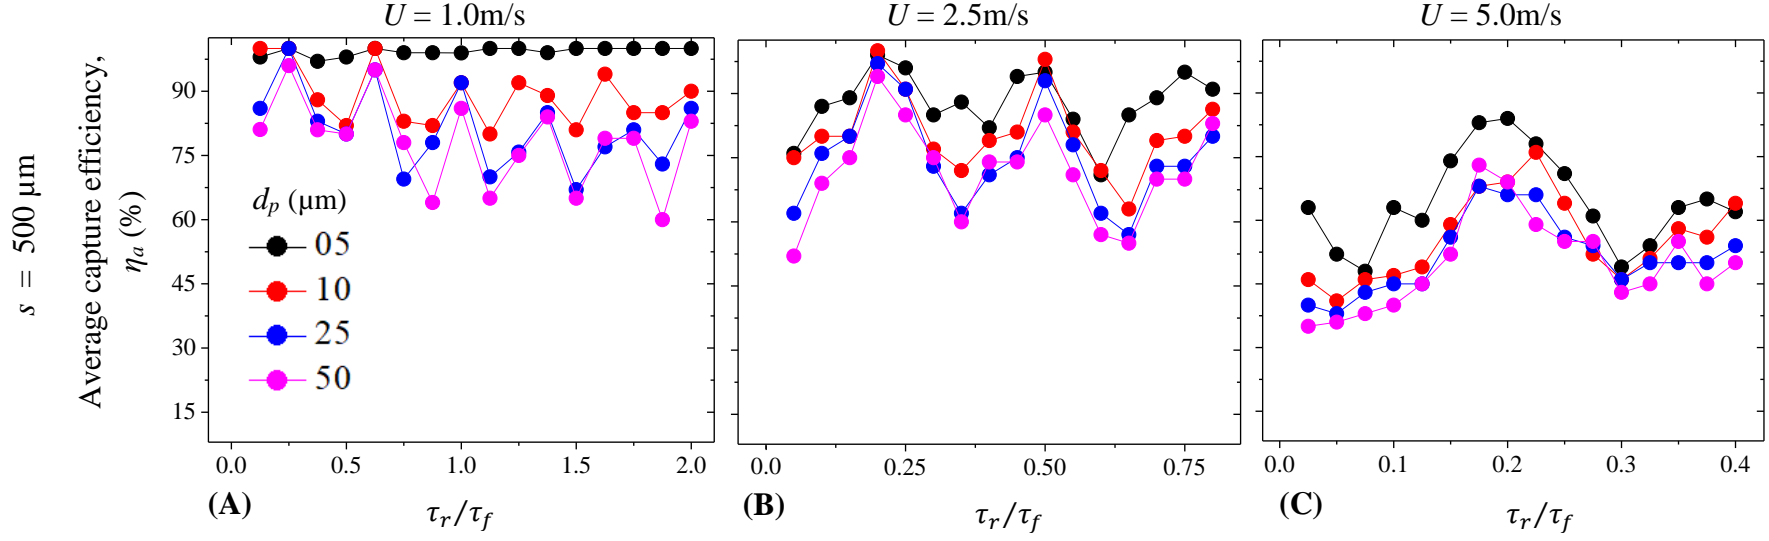 U = 1.0m/s
U = 2.5m/s
U = 5.0m/s
s = 500 μm
Average capture efficiency,
ηa (%)
90
75
60
45
30
15
dp (μm)
05
10
25
50
0.0 0.5 1.0 1.5 2.0
0.0 0.25 0.50 0.75
0.0 0.1 0.2 0.3 0.4
(A) τr/τf
(B) τr/τf
(C) τr/τf